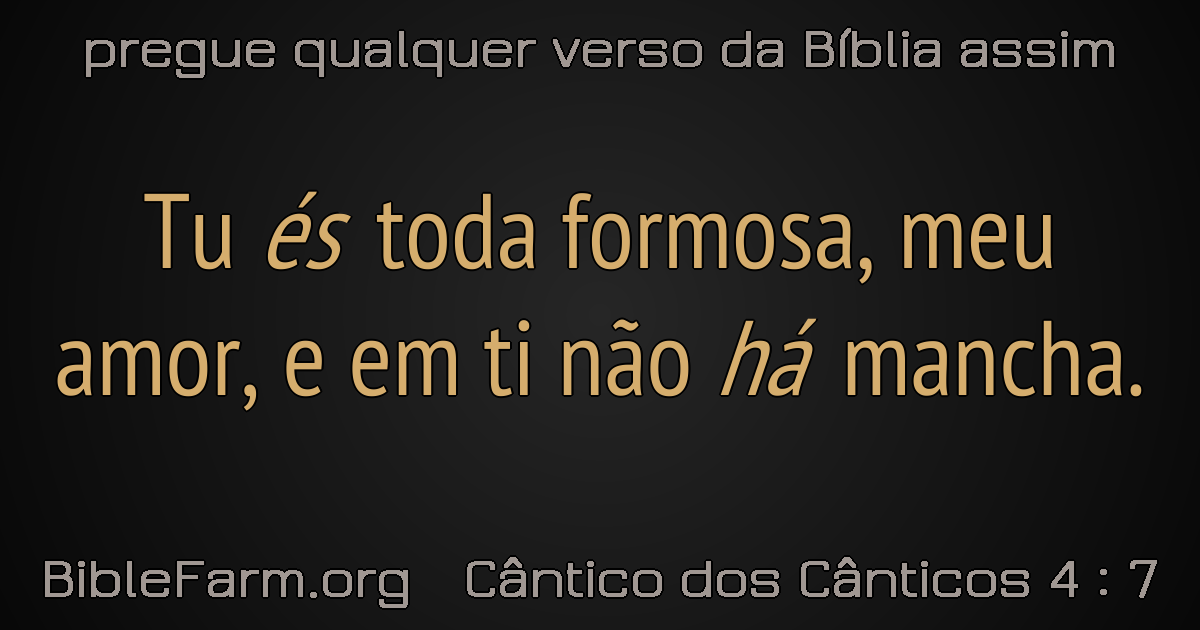 pregue qualquer verso da Bíblia assim
Tu és toda formosa, meu
amor, e em ti não há mancha.
BibleFarm.org Cântico dos Cânticos 4 : 7